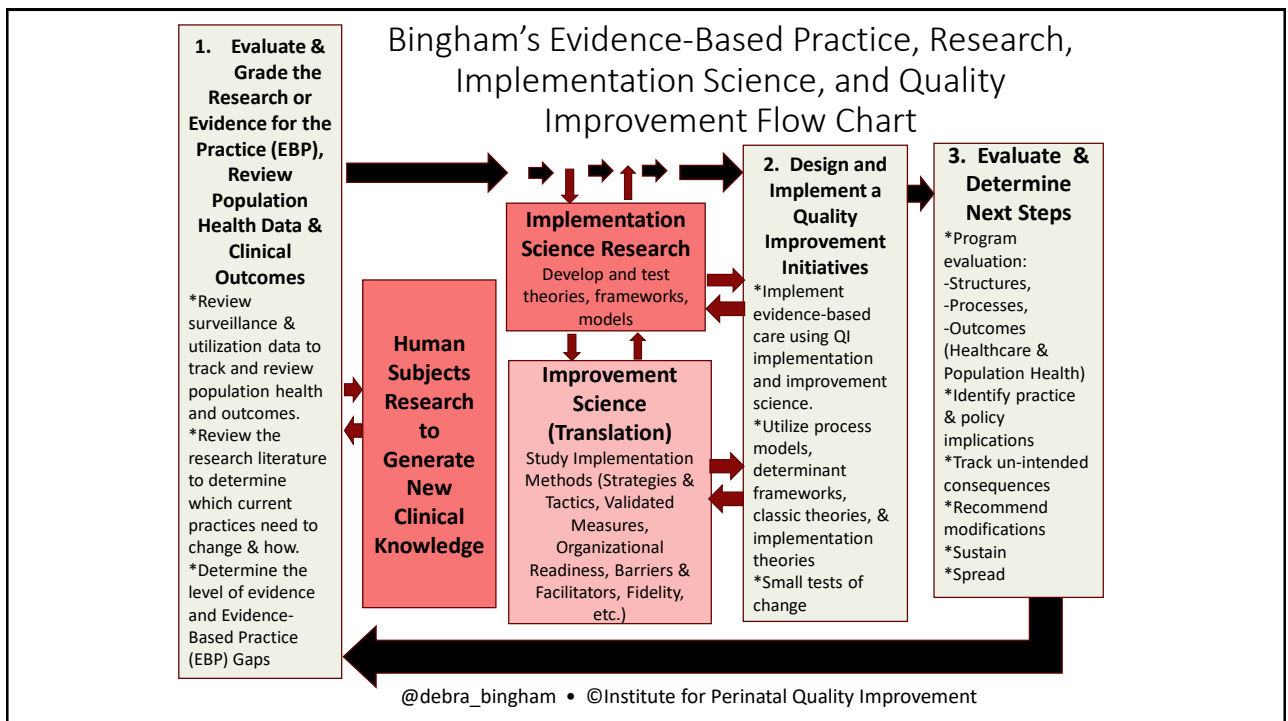 Bingham's Evidence-Based Practice, Research,
Implementation Science, and Quality
Improvement Flow Chart
1. Evaluate &
Grade the
Research or
Evidence for the
Practice (EBP),
Review
Population
Health Data &
Clinical
Outcomes
*Review
surveillance &
utilization data to
track and review
population health
and outcomes.
*Review the
research literature
to determine
which current
practices need to
change & how.
*Determine the
level of evidence
and Evidence-
Based Practice
(EBP) Gaps
Human
Subjects
Research
to
Generate
New
Clinical
Knowledge
Implementation
Science Research
Develop and test
theories, frameworks,
models
Improvement
Science
(Translation)
Study Implementation
Methods (Strategies &
Tactics, Validated
Measures,
Organizational
Readiness, Barriers &
Facilitators, Fidelity,
etc.)
2. Design and
Implement a
Quality
Improvement
Initiatives
*Implement
evidence-based
care using QI
implementation
and improvement
science.
*Utilize process
models,
determinant
frameworks,
classic theories, &
implementation
theories
*Small tests of
change
3. Evaluate &
Determine
Next Steps
*Program
evaluation:
-Structures,
-Processes,
-Outcomes
(Healthcare &
Population Health)
*Identify practice
& policy
implications
*Track un-intended
consequences
*Recommend
modifications
*Sustain
*Spread
@debra_bingham • ©Institute for Perinatal Quality Improvement